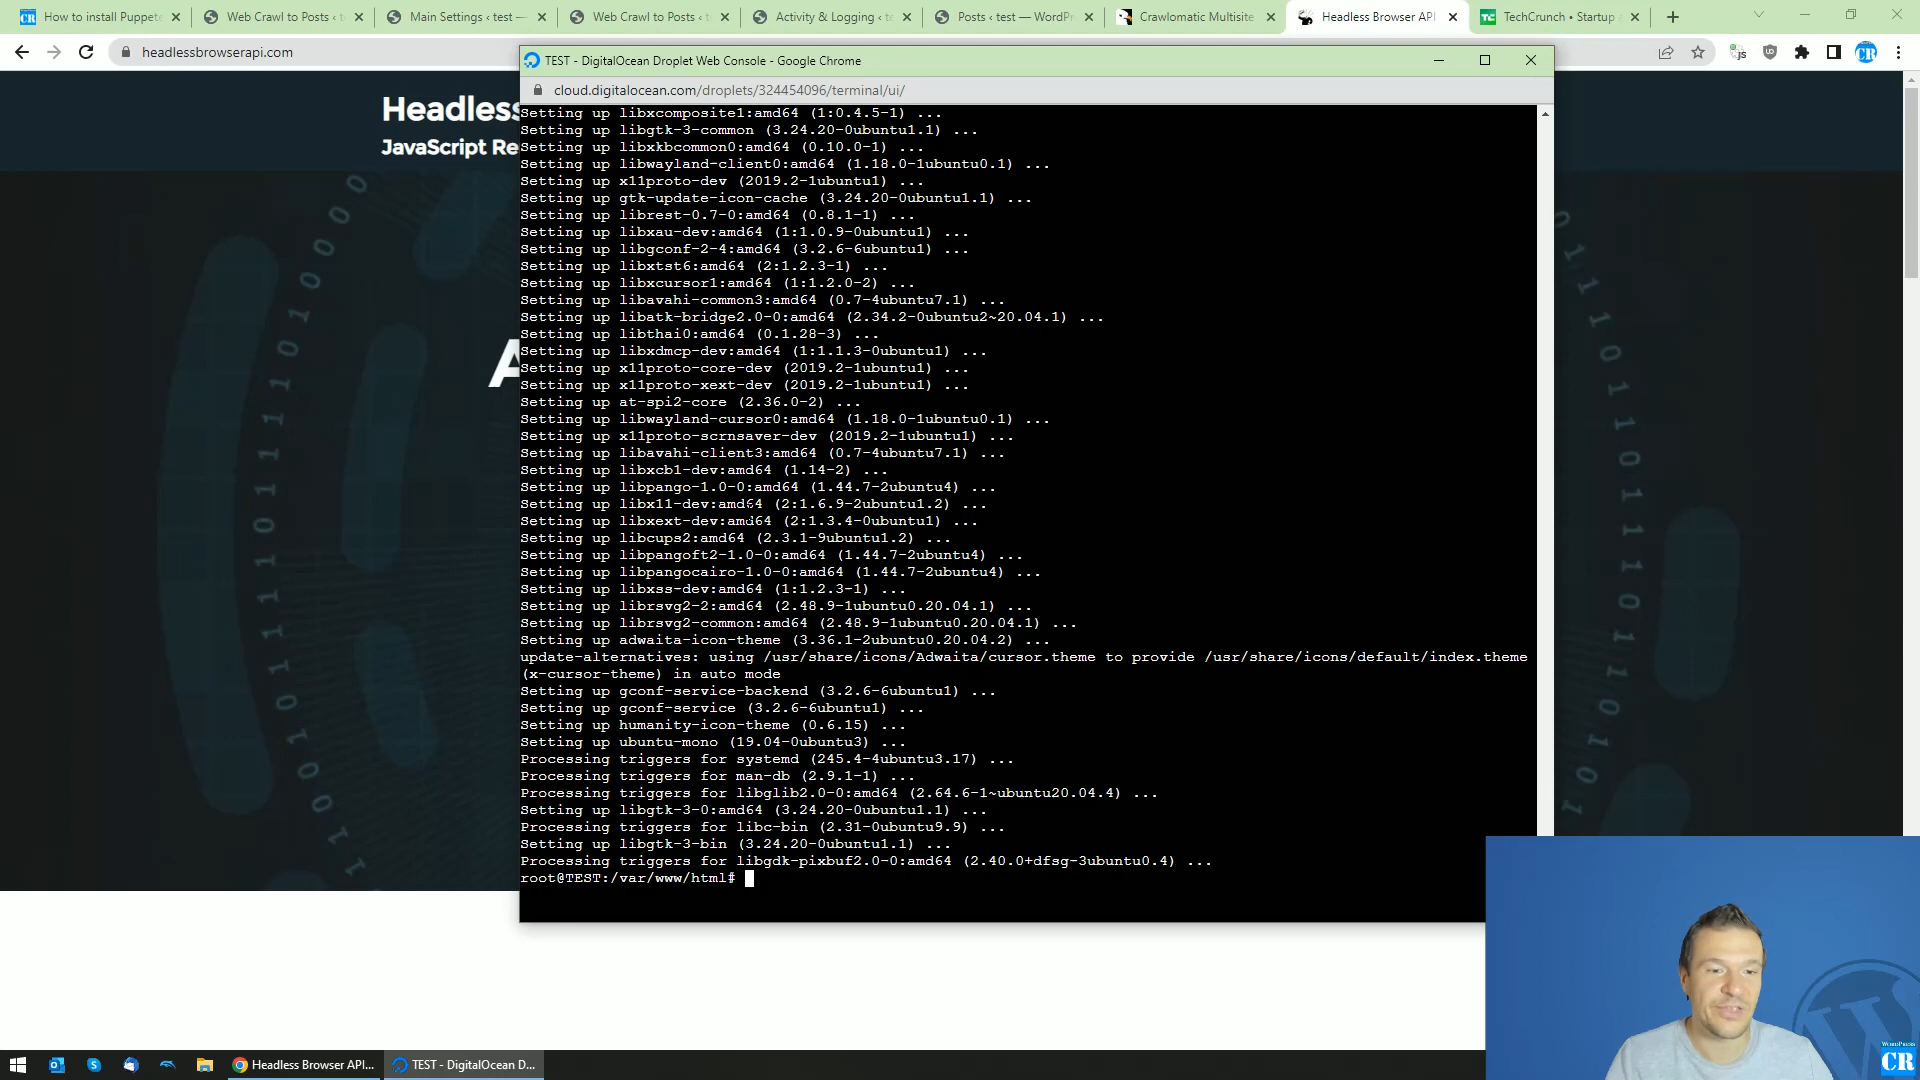 How to install Puppete
Web Crawl to Posts ‹ t
Main Settings ‹ test —
Web Crawl to Posts ‹ t
Activity & Logging ‹ te
Posts ‹ test — WordPr
Crawlomatic Multisite
Headless Browser API
TechCrunch • Startup
headlessbrowserapi.com
TEST - DigitalOcean Droplet Web Console - Google Chrome
cloud.digitalocean.com/droplets/324454096/terminal/ui/
Headless
JavaScript Re
A
Setting up libxcomposite1:amd64 (1:0.4.5-1) ...
Setting up libgtk-3-common (3.24.20-0ubuntu1.1) ...
Setting up libxkbcommon0:amd64 (0.10.0-1) ...
Setting up libwayland-client0:amd64 (1.18.0-1ubuntu0.1) ...
Setting up x11proto-dev (2019.2-1ubuntu1) ...
Setting up gtk-update-icon-cache (3.24.20-0ubuntu1.1) ...
Setting up librest-0.7-0:amd64 (0.8.1-1) ...
Setting up libxau-dev:amd64 (1:1.0.9-0ubuntu1) ...
Setting up libgconf-2-4:amd64 (3.2.6-6ubuntu1) ...
Setting up libxtst6:amd64 (2:1.2.3-1) ...
Setting up libxcursor1:amd64 (1:1.2.0-2) ...
Setting up libavahi-common3:amd64 (0.7-4ubuntu7.1) ...
Setting up libatk-bridge2.0-0:amd64 (2.34.2-0ubuntu2~20.04.1) ...
Setting up libthai0:amd64 (0.1.28-3) ...
Setting up libxdmcp-dev:amd64 (1:1.1.3-0ubuntu1) ...
Setting up x11proto-core-dev (2019.2-1ubuntu1) ...
Setting up x11proto-xext-dev (2019.2-1ubuntu1) ...
Setting up at-spi2-core (2.36.0-2) ...
Setting up libwayland-cursor0:amd64 (1.18.0-1ubuntu0.1) ...
Setting up x11proto-scrnsaver-dev (2019.2-1ubuntu1) ...
Setting up libavahi-client3:amd64 (0.7-4ubuntu7.1) ...
Setting up libxcb1-dev:amd64 (1.14-2) ...
Setting up libpango-1.0-0:amd64 (1.44.7-2ubuntu4) ...
Setting up libx11-dev:amd64 (2:1.6.9-2ubuntu1.2) ...
Setting up libxext-dev:amd64 (2:1.3.4-0ubuntu1) ...
Setting up libcups2:amd64 (2.3.1-9ubuntu1.2) ...
Setting up libpangoft2-1.0-0:amd64 (1.44.7-2ubuntu4) ...
Setting up libpangocairo-1.0-0:amd64 (1.44.7-2ubuntu4) ...
Setting up libxss-dev:amd64 (1:1.2.3-1) ...
Setting up librsvg2-2:amd64 (2.48.9-1ubuntu0.20.04.1) ...
Setting up librsvg2-common:amd64 (2.48.9-1ubuntu0.20.04.1) ...
Setting up adwaita-icon-theme (3.36.1-2ubuntu0.20.04.2) ...
update-alternatives: using /usr/share/icons/Adwaita/cursor.theme to provide /usr/share/icons/default/index.theme
(x-cursor-theme) in auto mode
Setting up gconf-service-backend (3.2.6-6ubuntu1) ...
Setting up gconf-service (3.2.6-6ubuntu1) ...
Setting up humanity-icon-theme (0.6.15) ...
Setting up ubuntu-mono (19.04-0ubuntu3) ...
Processing triggers for systemd (245.4-4ubuntu3.17) ...
Processing triggers for man-db (2.9.1-1) ...
Processing triggers for libglib2.0-0:amd64 (2.64.6-1~ubuntu20.04.4) ...
Setting up libgtk-3-0:amd64 (3.24.20-0ubuntu1.1) ...
Processing triggers for libc-bin (2.31-0ubuntu9.9) ...
Setting up libgtk-3-bin (3.24.20-0ubuntu1.1) ...
Processing triggers for libgdk-pixbuf2.0-0:amd64 (2.40.0+dfsg-3ubuntu0.4) ...
root@TEST:/var/www/html#
WORDPRESS
CR
Headless Browser API...
TEST - DigitalOcean D...